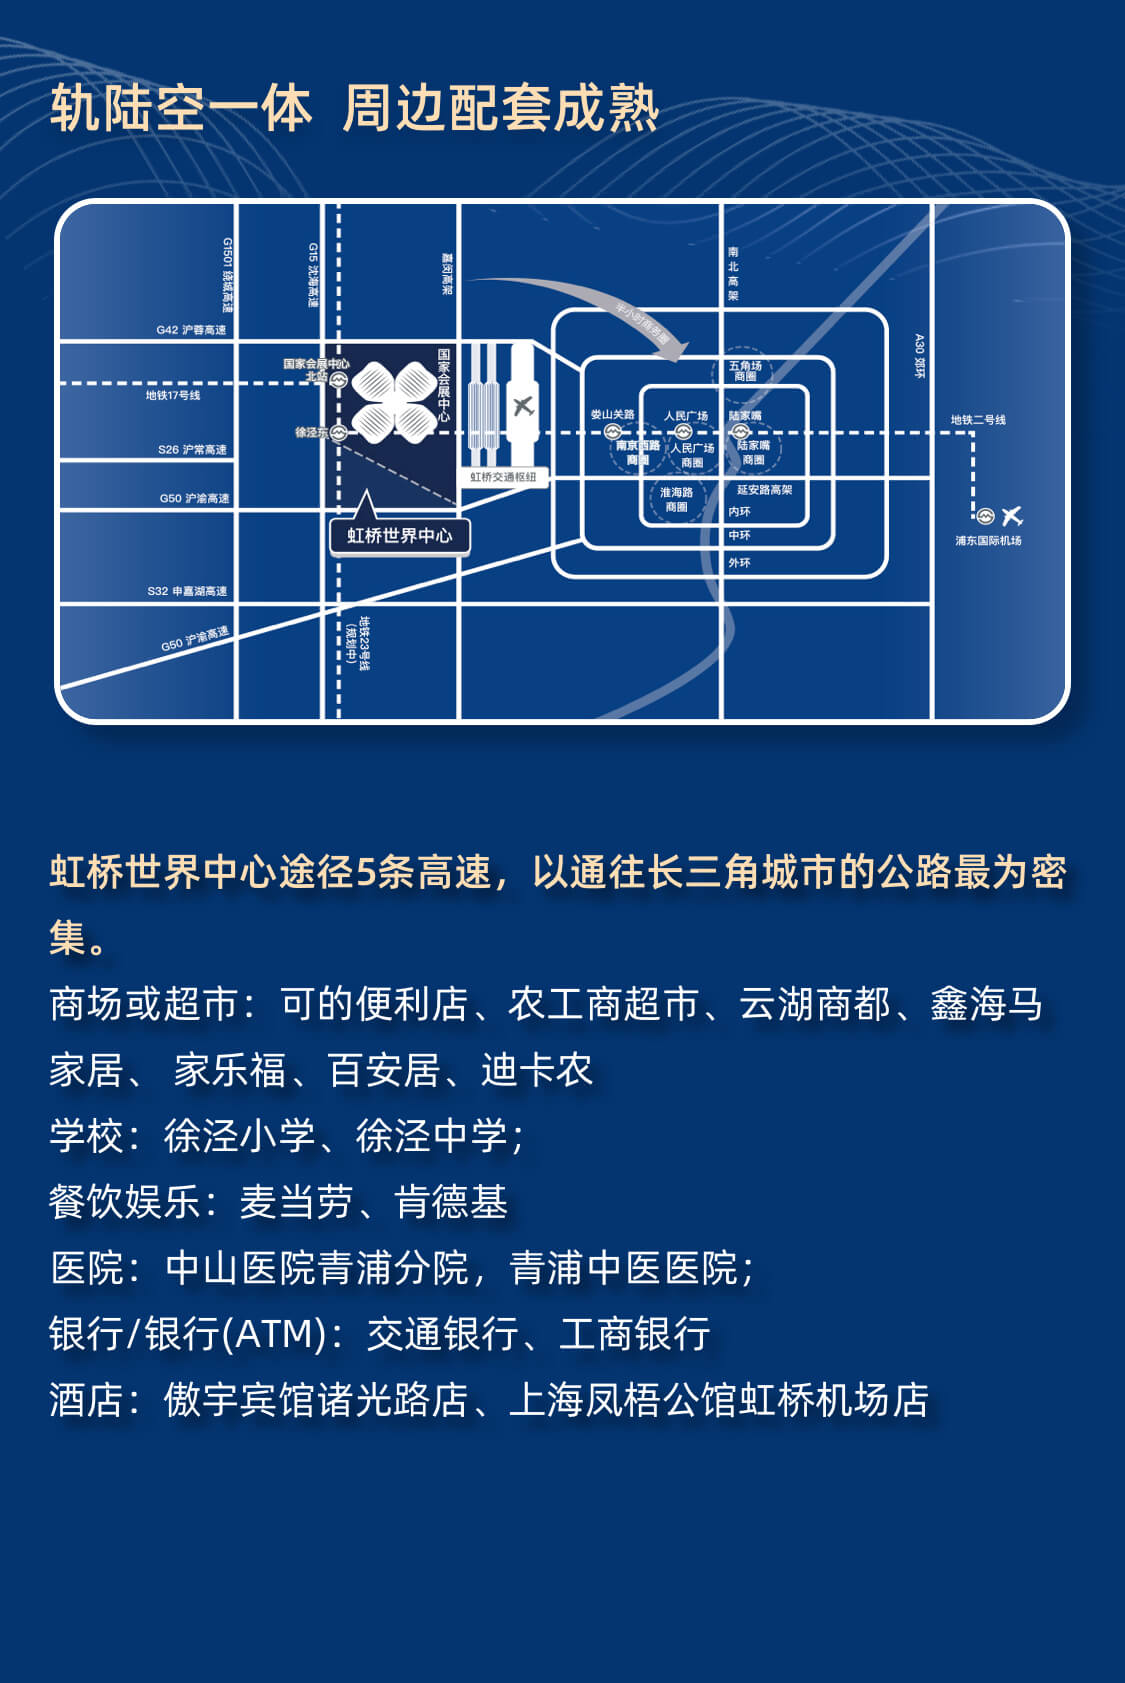 轨陆空一体 周边配套成熟
G1501 绕城高速
G15 沈海高速
嘉闵高架
南北高架
半小时商务圈
G42 沪蓉高速
A30 郊环
国家会展中心
北站
国家会展中心
五角场
商圈
地铁17号线
娄山关路
人民广场
陆家嘴
地铁二号线
徐泾东
南京西路
商圈
人民广场
商圈
陆家嘴
商圈
S26 沪常高速
虹桥交通枢纽
淮海路
商圈
延安路高架
G50 沪渝高速
内环
虹桥世界中心
中环
浦东国际机场
外环
S32 申嘉湖高速
G50 沪渝高速
地铁23号线
(规划中)
虹桥世界中心途径5条高速，以通往长三角城市的公路最为密
集。
商场或超市：可的便利店、农工商超市、云湖商都、鑫海马
家居、 家乐福、百安居、迪卡农
学校：徐泾小学、徐泾中学；
餐饮娱乐：麦当劳、肯德基
医院：中山医院青浦分院，青浦中医医院；
银行/银行(ATM)：交通银行、工商银行
酒店：傲宇宾馆诸光路店、上海凤梧公馆虹桥机场店